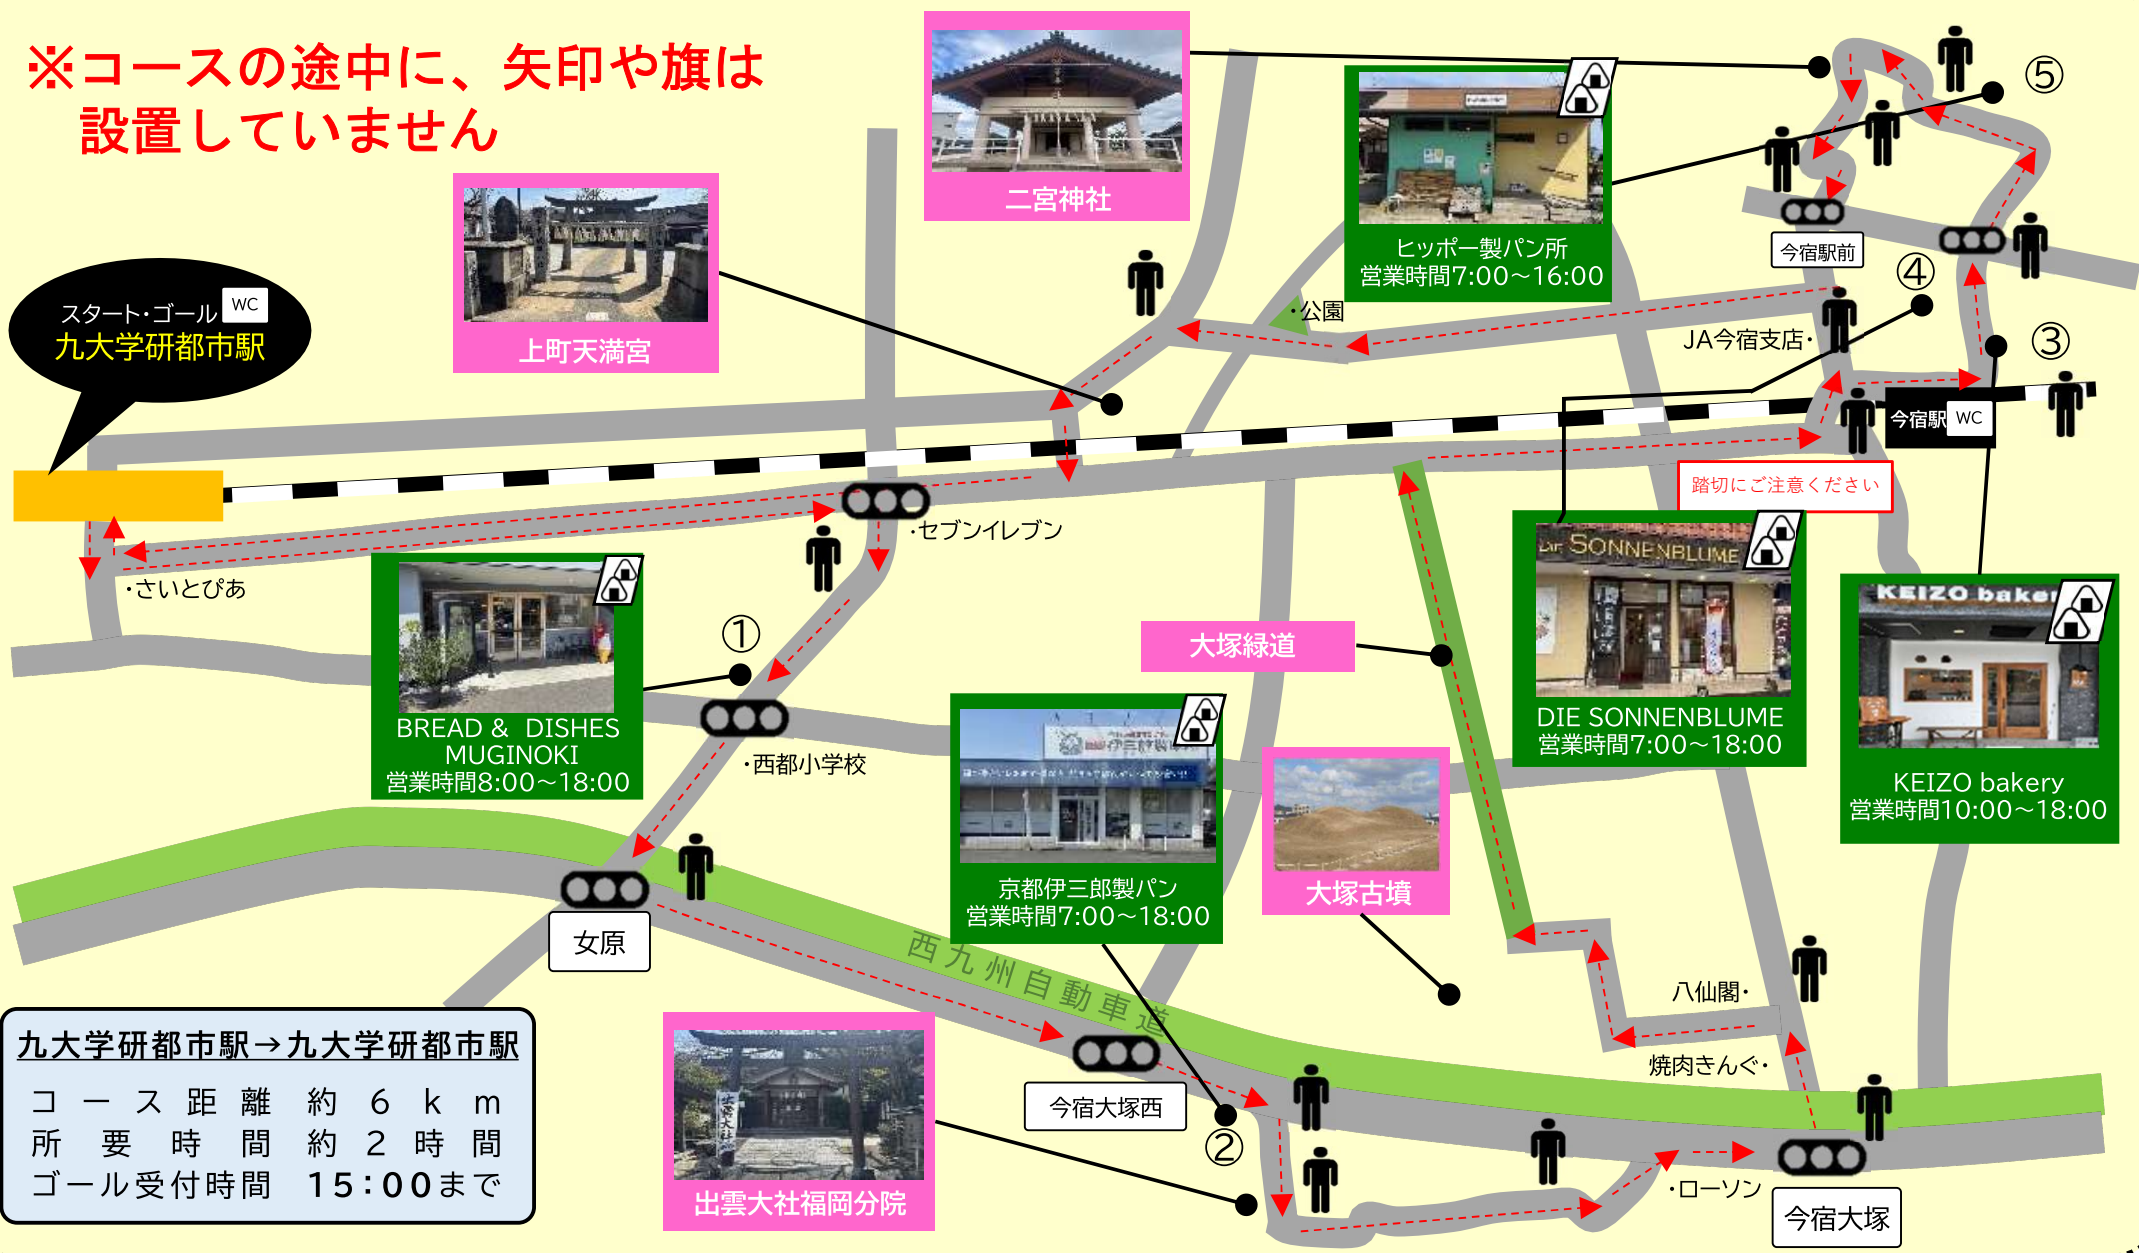 ※コースの途中に、矢印や旗は
設置していません
二宮神社
上町天満宮
ヒッポー製パン所
営業時間7:00～16:00
⑤
今宿駅前
④
③
・公園
JA今宿支店・
スタート・ゴール WC
九大学研都市駅
今宿駅 WC
踏切にご注意ください
・セブンイレブン
・さいとぴあ
①
BREAD & DISHES
MUGINOKI
営業時間8:00～18:00
・西都小学校
大塚緑道
Die SONNENBLUME
DIE SONNENBLUME
営業時間7:00～18:00
KEIZO baker
KEIZO bakery
営業時間10:00～18:00
京都伊三郎製パン
営業時間7:00～18:00
大塚古墳
女原
西九州自動車道
八仙閣・
焼肉きんぐ・
今宿大塚西
②
出雲大社福岡分院
・ローソン
今宿大塚
九大学研都市駅→九大学研都市駅
コース距離 約6km
所要時間 約2時間
ゴール受付時間 15：00まで